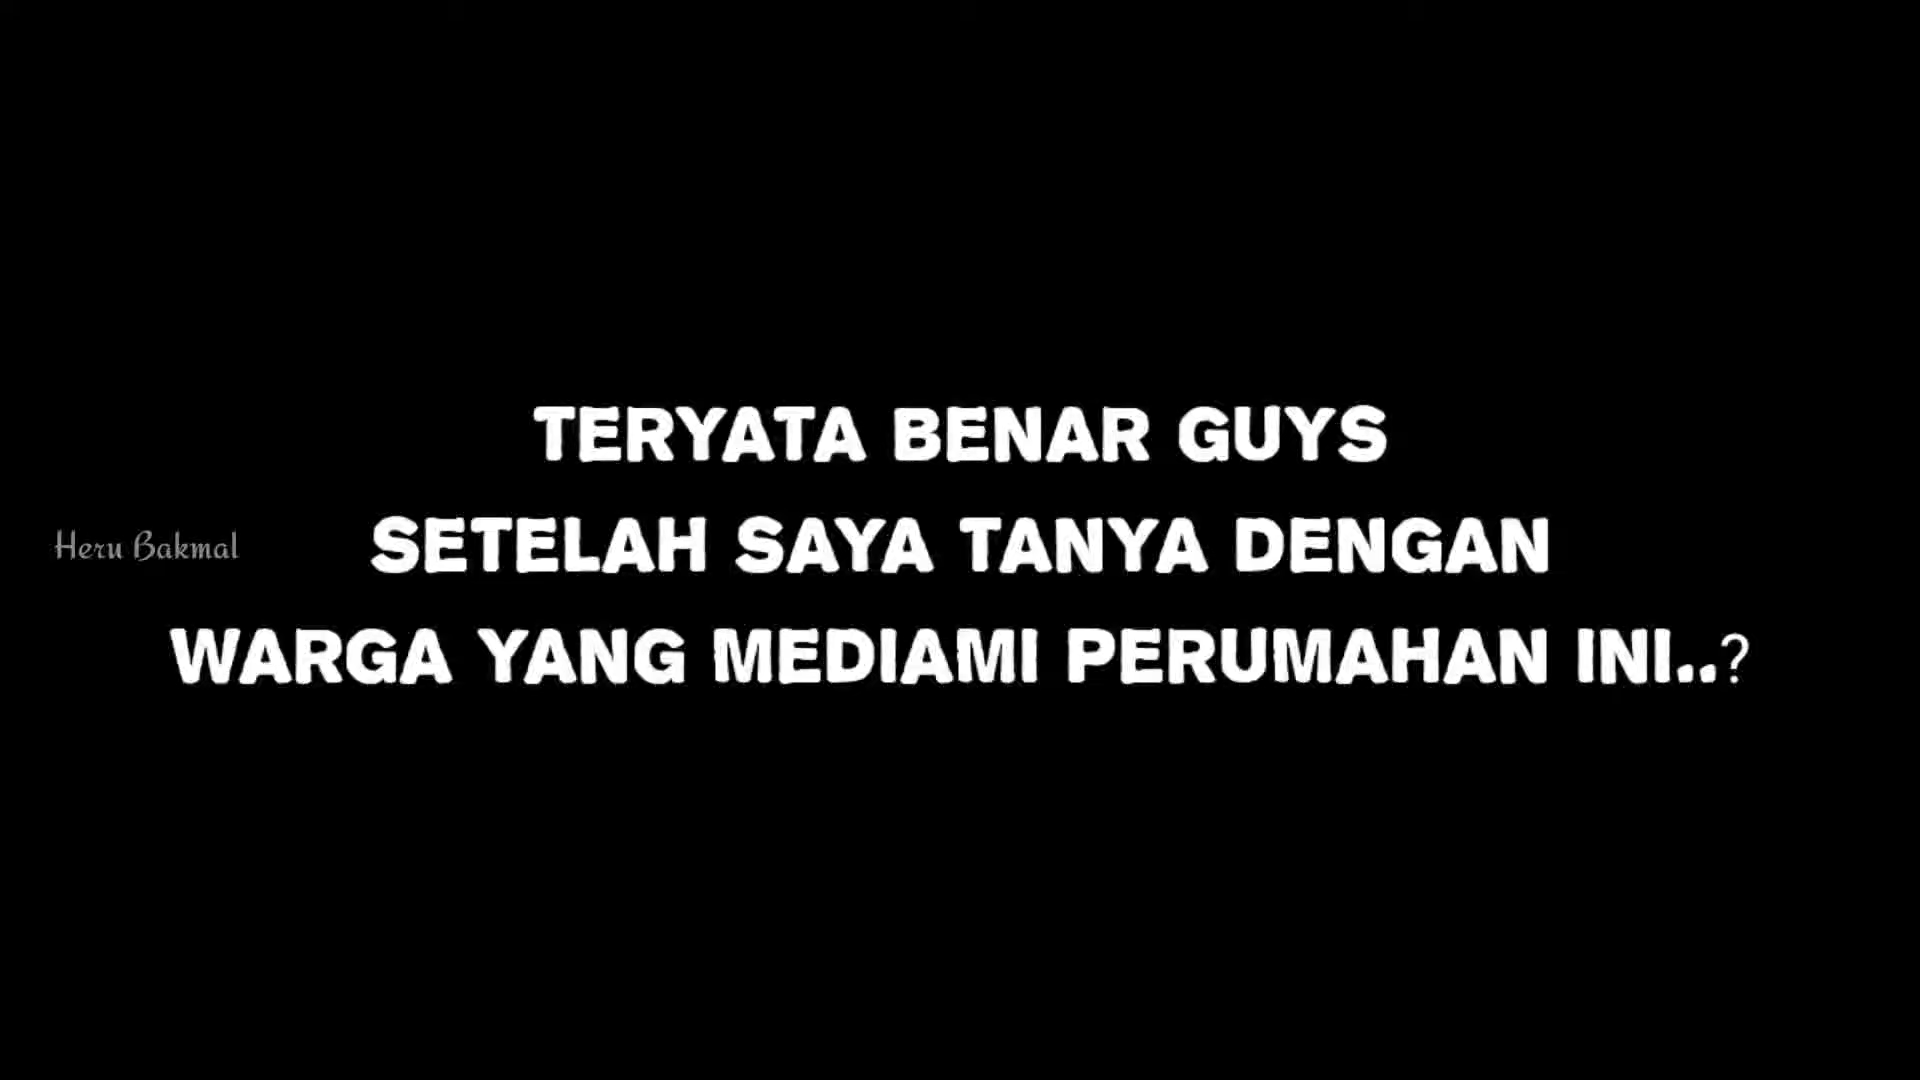 TERYATA BENAR GUYS
Heru Bakmal
SETELAH SAYA TANYA DENGAN
WARGA YANG MEDIAMI PERUMAHAN INI..?